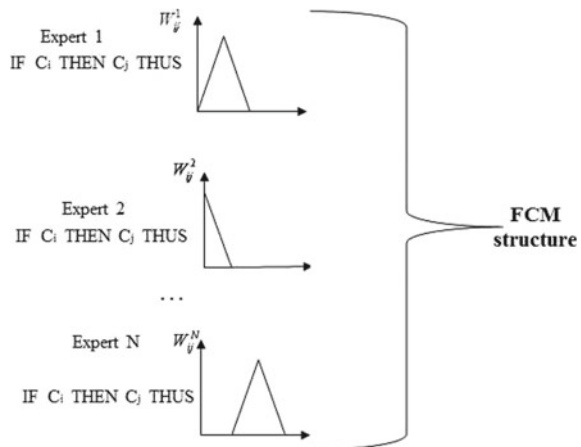 W¹ᵢⱼ
Expert 1
IF Cᵢ THEN Cⱼ THUS
W²ᵢⱼ
Expert 2
IF Cᵢ THEN Cⱼ THUS
...
Expert N
Wᴺᵢⱼ
IF Cᵢ THEN Cⱼ THUS
FCM
structure